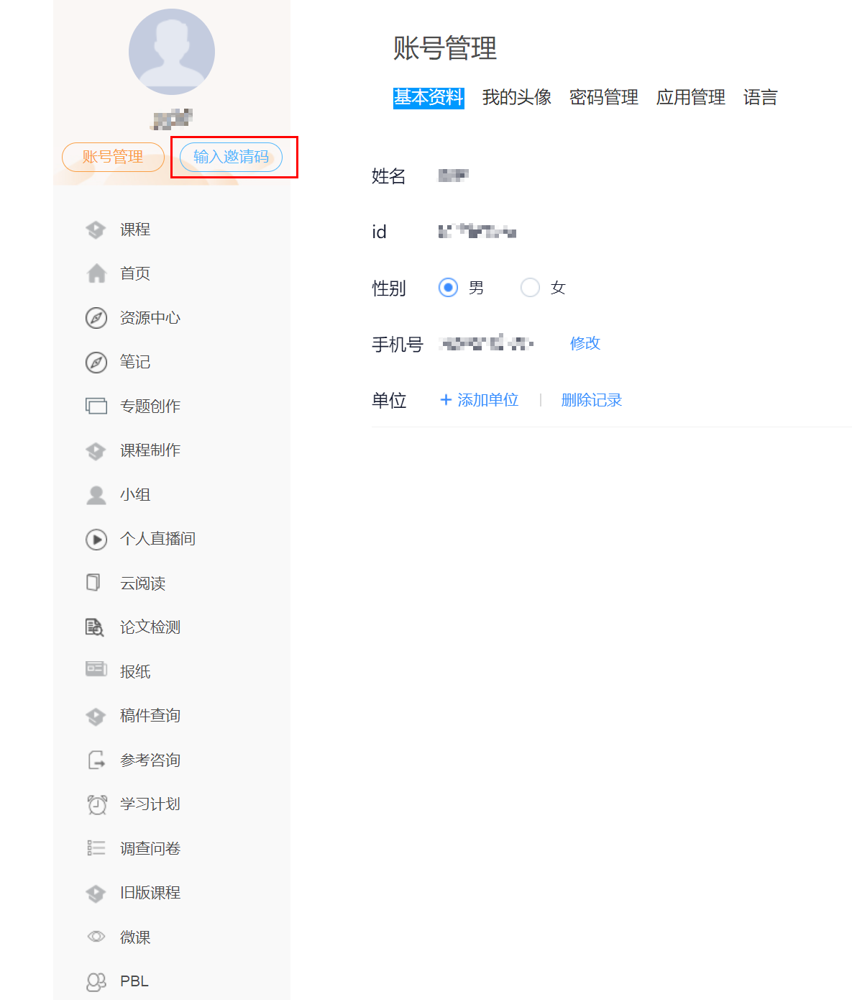 账号管理
输入邀请码
课程
首页
资源中心
笔记
专题创作
课程制作
小组
个人直播间
云阅读
论文检测
报纸
稿件查询
参考咨询
学习计划
调查问卷
旧版课程
微课
PBL
账号管理
基本资料 我的头像 密码管理 应用管理 语言
姓名
id
性别 男 女
手机号 修改
单位 + 添加单位 | 删除记录